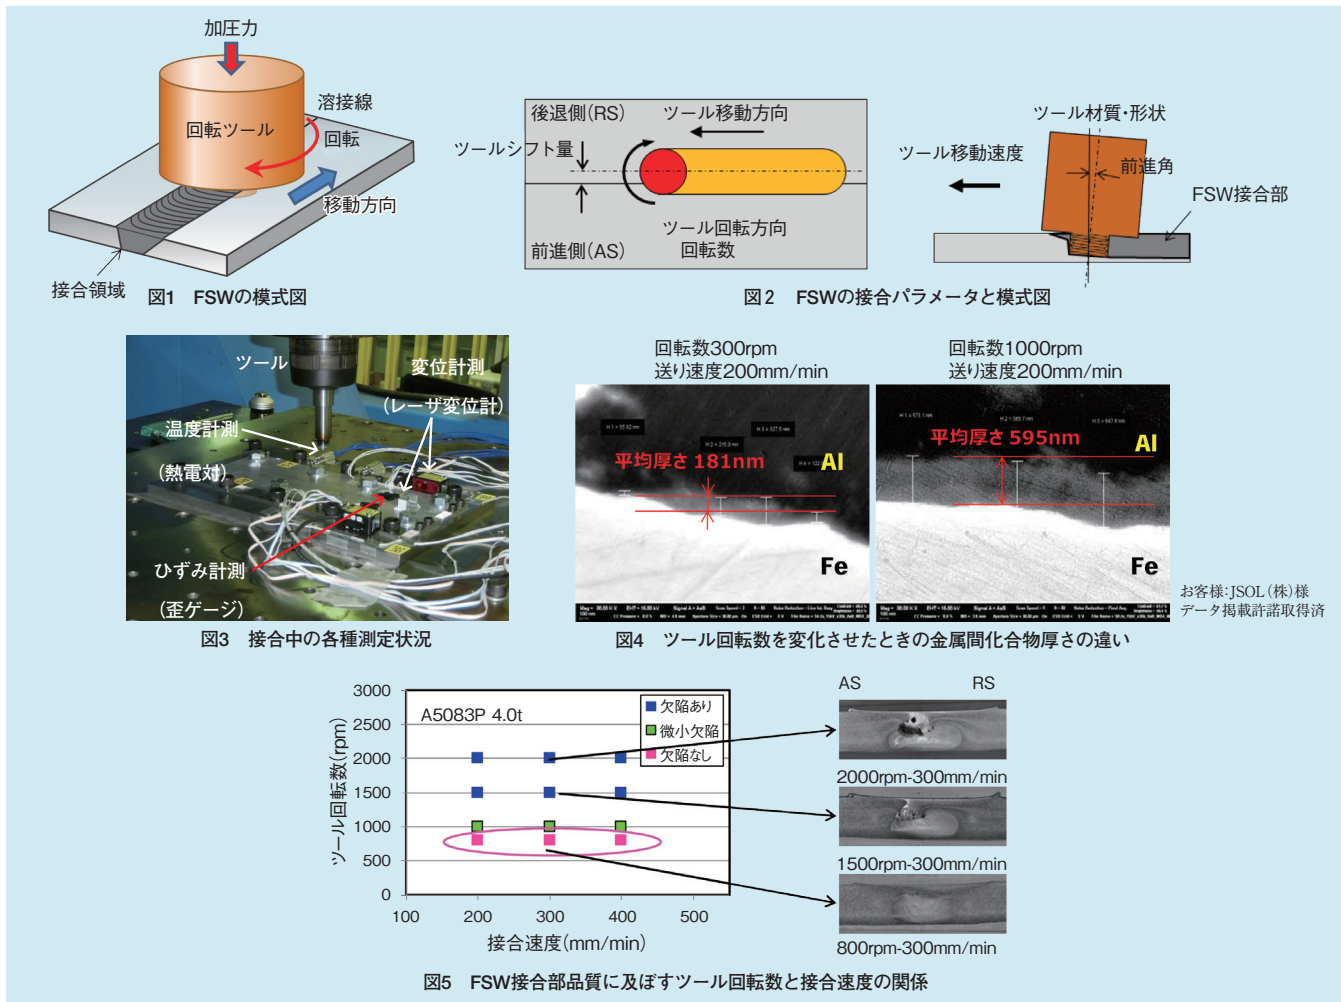 加圧力
溶接線
回転ツール
回転
移動方向
接合領域
図1 FSWの模式図
後退側(RS)
ツール移動方向
ツールシフト量
ツール回転方向
回転数
前進側(AS)
ツール材質・形状
ツール移動速度
前進角
FSW接合部
図2 FSWの接合パラメータと模式図
ツール
変位計測
(レーザ変位計)
温度計測
(熱電対)
ひずみ計測
(歪ゲージ)
図3 接合中の各種測定状況
回転数300rpm
送り速度200mm/min
平均厚さ 181nm
Al
Fe
回転数1000rpm
送り速度200mm/min
平均厚さ 595nm
Al
Fe
お客様:JSOL(株)様
データ掲載許諾取得済
図4 ツール回転数を変化させたときの金属間化合物厚さの違い
ツール回転数(rpm)
3000
2500
2000
1500
1000
500
0
A5083P 4.0t
欠陥あり
微小欠陥
欠陥なし
100 200 300 400 500
接合速度(mm/min)
AS RS
2000rpm-300mm/min
1500rpm-300mm/min
800rpm-300mm/min
図5 FSW接合部品質に及ぼすツール回転数と接合速度の関係